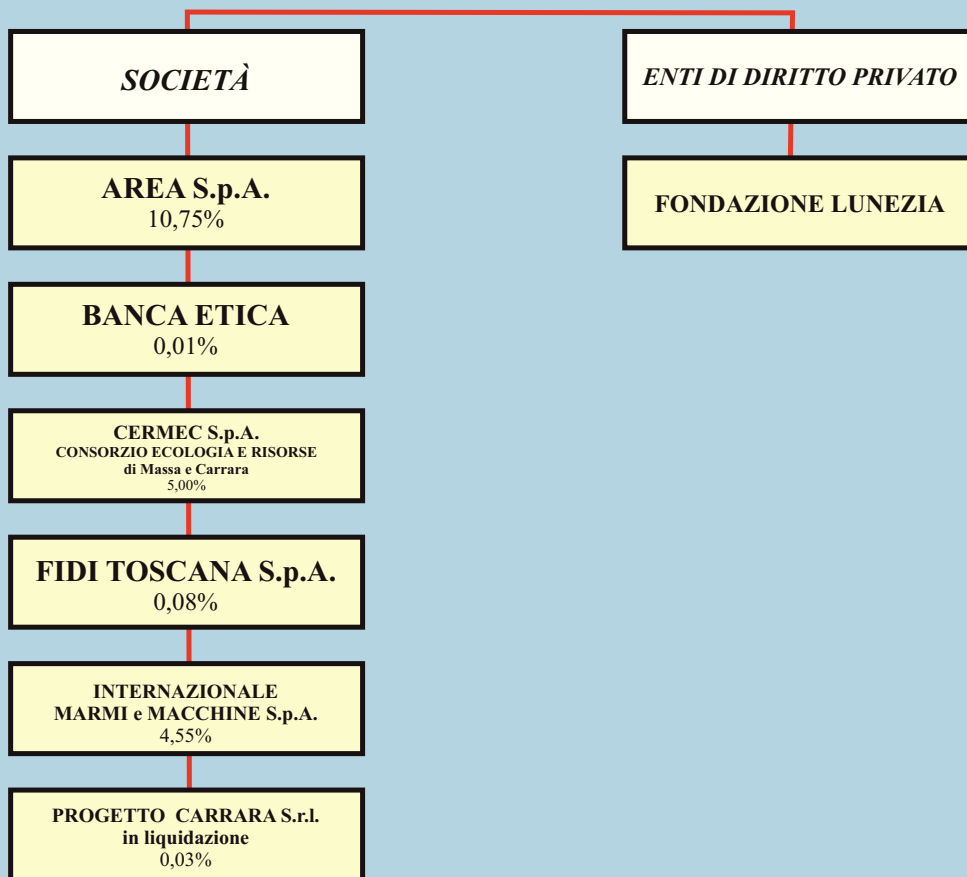 SOCIETÀ
AREA S.p.A.
10,75%
BANCA ETICA
0,01%
CERMEC S.p.A.
CONSORZIO ECOLOGIA E RISORSE
di Massa e Carrara
5,00%
FIDI TOSCANA S.p.A.
0,08%
INTERNAZIONALE
MARMI e MACCHINE S.p.A.
4,55%
PROGETTO CARRARA S.r.l.
in liquidazione
0,03%
ENTI DI DIRITTO PRIVATO
FONDAZIONE LUNEZIA